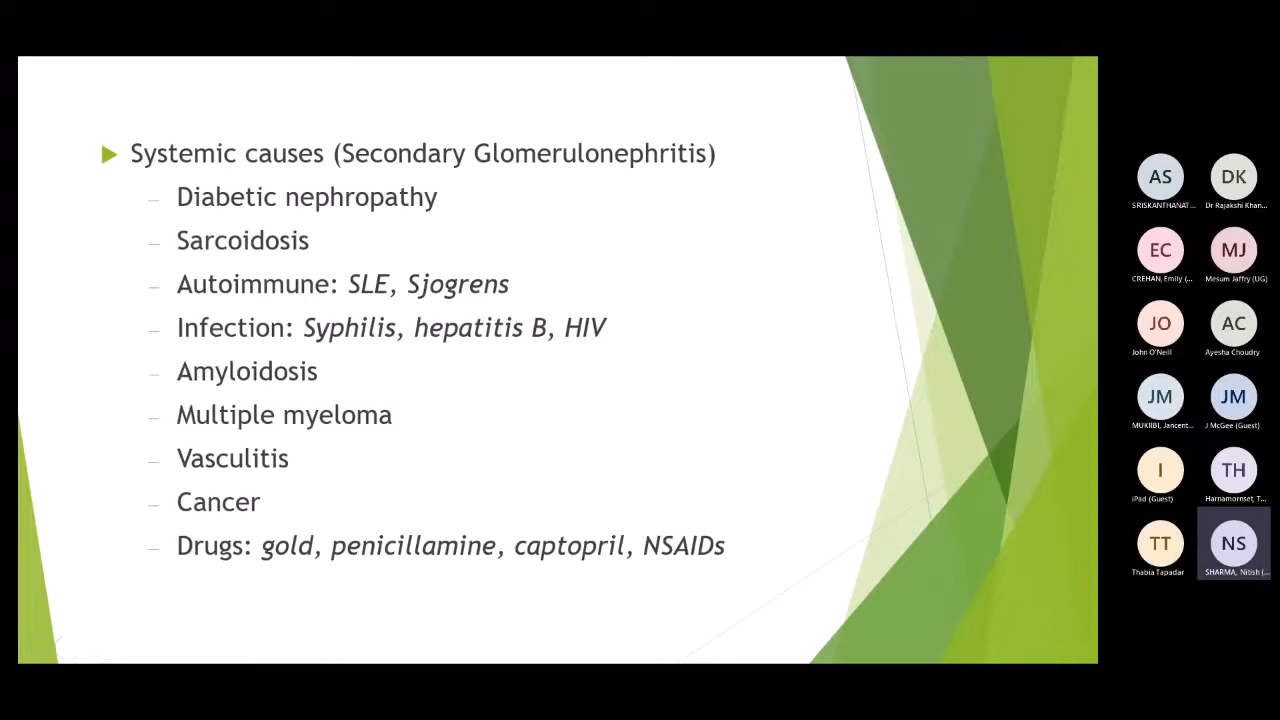 Systemic causes (Secondary Glomerulonephritis)
– Diabetic nephropathy
– Sarcoidosis
– Autoimmune: SLE, Sjogrens
– Infection: Syphilis, hepatitis B, HIV
– Amyloidosis
– Multiple myeloma
– Vasculitis
– Cancer
– Drugs: gold, penicillamine, captopril, NSAIDs
AS
SRISKANTHANAT...
DK
Dr Rajakshi Khan...
EC
CREHAN, Emily (...
MJ
Mesum Jaffry (UG)
JO
John O'Neill
AC
Ayesha Choudry
JM
MUKIIBI, Jancent...
JM
J McGee (Guest)
I
iPad (Guest)
TH
Harnamornset, T...
TT
Thabia Tapadar
NS
SHARMA, Nitish (...